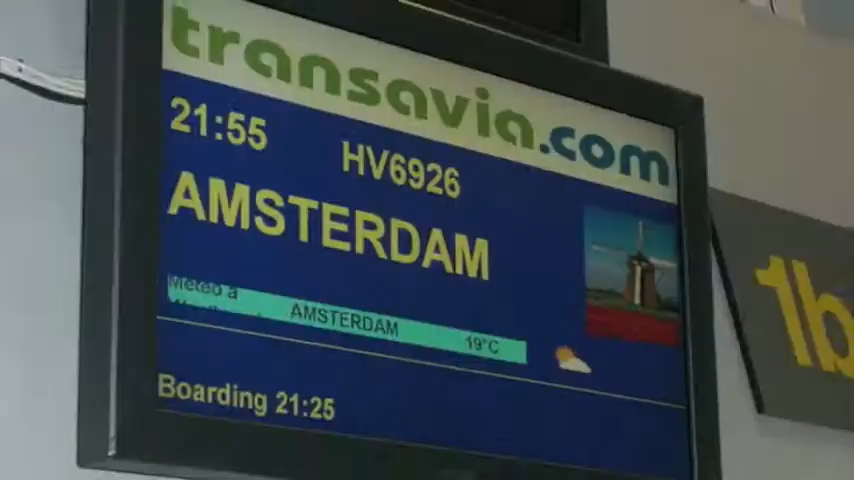 transavia.com
21:55
HV6926
AMSTERDAM
Meteo a
AMSTERDAM
19°C
Boarding 21:25
1b